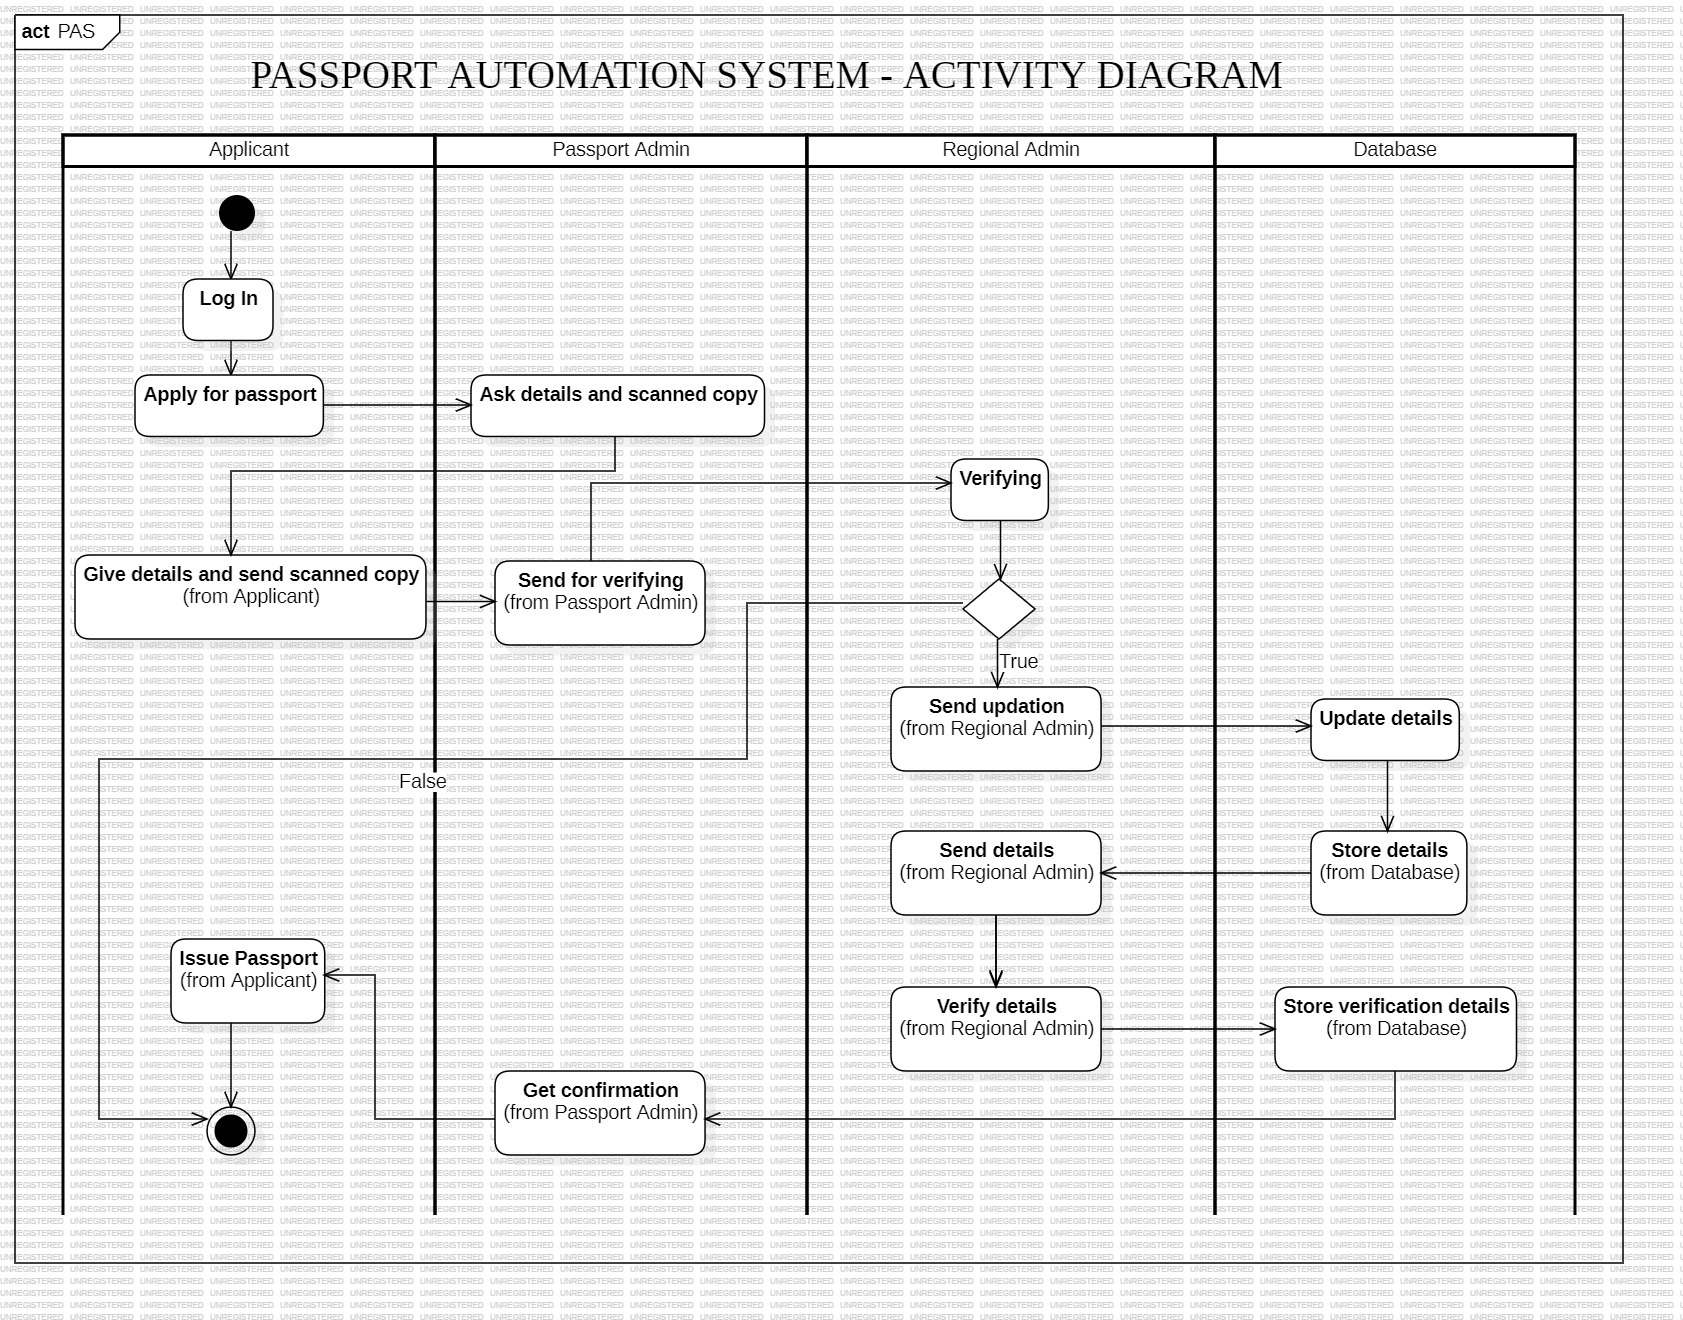 act PAS
PASSPORT AUTOMATION SYSTEM - ACTIVITY DIAGRAM
Applicant
Passport Admin
Regional Admin
Database
Log In
Apply for passport
Ask details and scanned copy
Verifying
Give details and send scanned copy
(from Applicant)
Send for verifying
(from Passport Admin)
True
Send updation
(from Regional Admin)
Update details
False
Send details
(from Regional Admin)
Store details
(from Database)
Issue Passport
(from Applicant)
Verify details
(from Regional Admin)
Store verification details
(from Database)
Get confirmation
(from Passport Admin)
UNREGISTERED